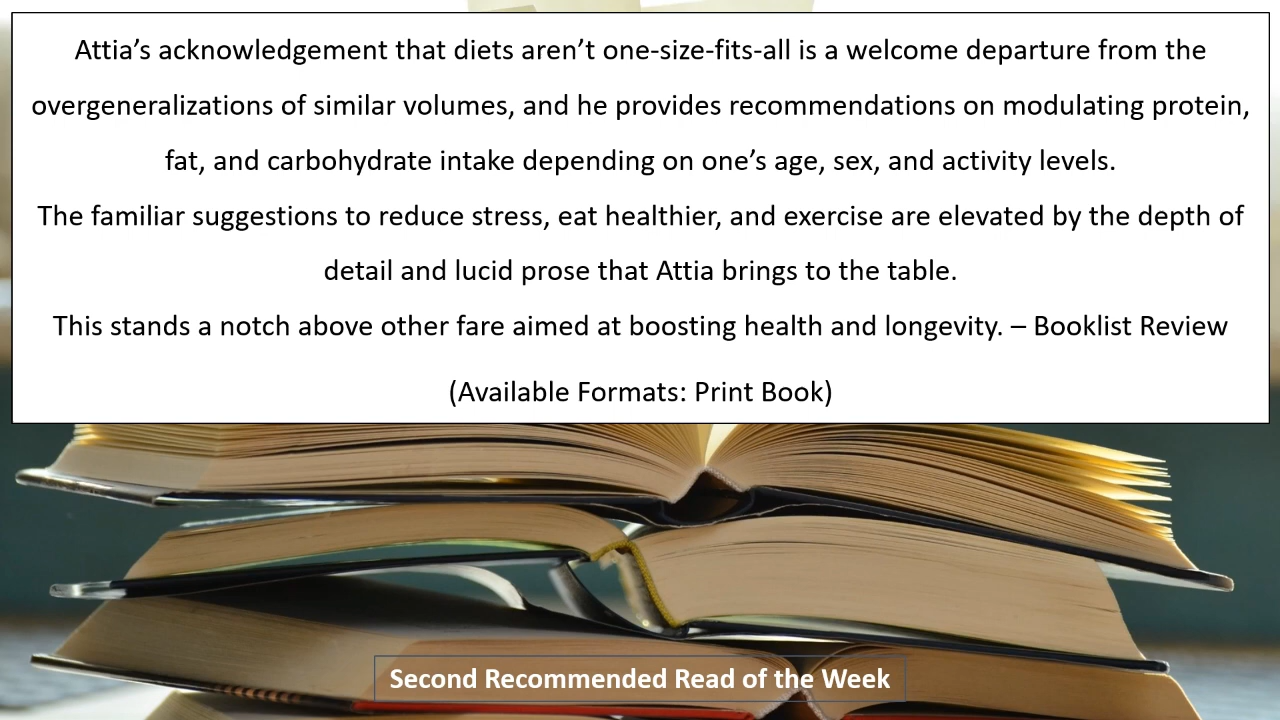 Attia’s acknowledgement that diets aren’t one-size-fits-all is a welcome departure from the
overgeneralizations of similar volumes, and he provides recommendations on modulating protein,
fat, and carbohydrate intake depending on one’s age, sex, and activity levels.
The familiar suggestions to reduce stress, eat healthier, and exercise are elevated by the depth of
detail and lucid prose that Attia brings to the table.
This stands a notch above other fare aimed at boosting health and longevity. – Booklist Review
(Available Formats: Print Book)
Second Recommended Read of the Week